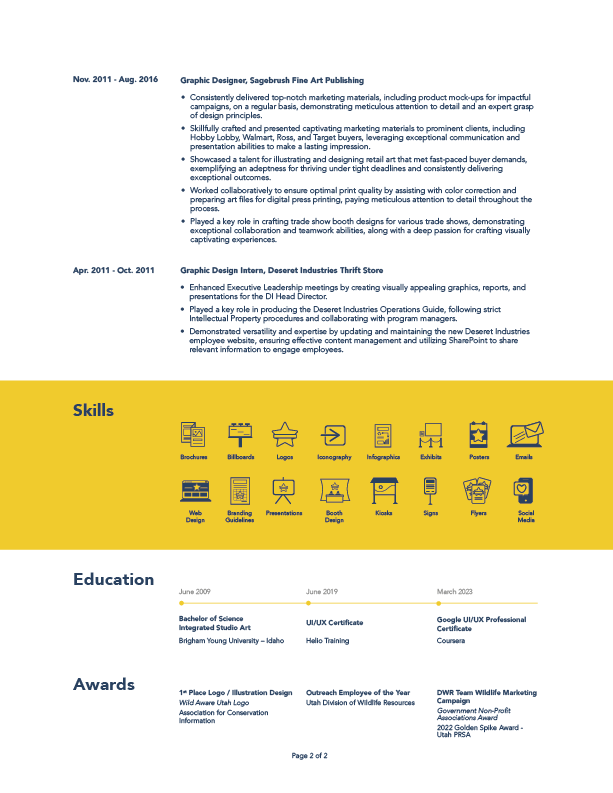 Nov. 2011 - Aug. 2016
Graphic Designer, Sagebrush Fine Art Publishing
• Consistently delivered top-notch marketing materials, including product mock-ups for impactful
campaigns, on a regular basis, demonstrating meticulous attention to detail and an expert grasp
of design principles.
• Skillfully crafted and presented captivating marketing materials to prominent clients, including
Hobby Lobby, Walmart, Ross, and Target buyers, leveraging exceptional communication and
presentation abilities to make a lasting impression.
• Showcased a talent for illustrating and designing retail art that met fast-paced buyer demands,
exemplifying an adeptness for thriving under tight deadlines and consistently delivering
exceptional outcomes.
• Worked collaboratively to ensure optimal print quality by assisting with color correction and
preparing art files for digital press printing, paying meticulous attention to detail throughout the
process.
• Played a key role in crafting trade show booth designs for various trade shows, demonstrating
exceptional collaboration and teamwork abilities, along with a deep passion for crafting visually
captivating experiences.
Apr. 2011 - Oct. 2011
Graphic Design Intern, Deseret Industries Thrift Store
• Enhanced Executive Leadership meetings by creating visually appealing graphics, reports, and
presentations for the DI Head Director.
• Played a key role in producing the Deseret Industries Operations Guide, following strict
Intellectual Property procedures and collaborating with program managers.
• Demonstrated versatility and expertise by updating and maintaining the new Deseret Industries
employee website, ensuring effective content management and utilizing SharePoint to share
relevant information to engage employees.
Skills
Brochures
Billboards
Logos
Iconography
Infographics
Exhibits
Posters
Emails
Web
Design
Branding
Guidelines
Presentations
Booth
Design
Kiosks
Signs
Flyers
Social
Media
Education
June 2009
Bachelor of Science
Integrated Studio Art
Brigham Young University – Idaho
June 2019
UI/UX Certificate
Helio Training
March 2023
Google UI/UX Professional
Certificate
Coursera
Awards
1st Place Logo / Illustration Design
Wild Aware Utah Logo
Association for Conservation
Information
Outreach Employee of the Year
Utah Division of Wildlife Resources
DWR Team Wildlife Marketing
Campaign
Government Non-Profit
Associations Award
2022 Golden Spike Award -
Utah PRSA
Page 2 of 2